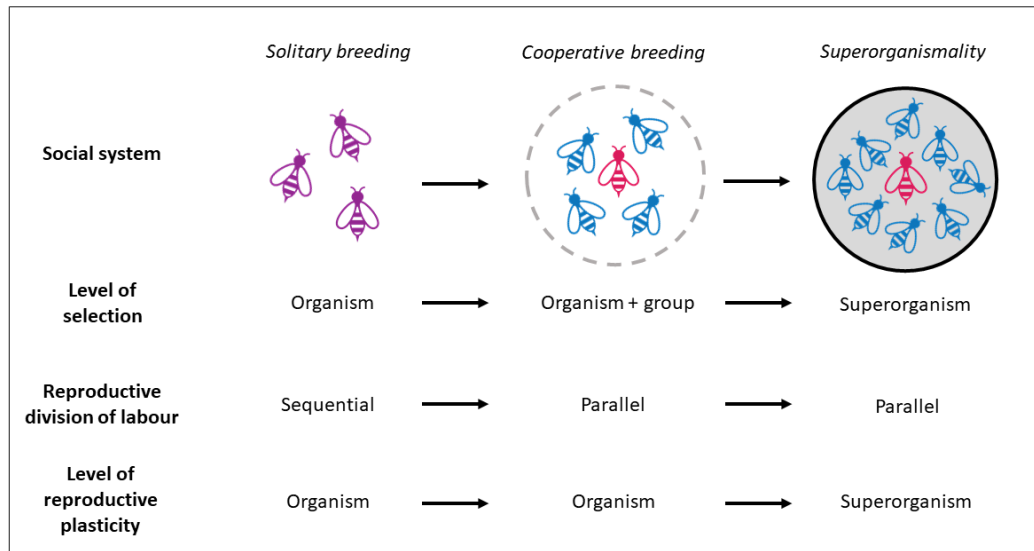 Solitary breeding Cooperative breeding Superorganismality
Social system
Level of
selection
Organism Organism + group Superorganism
Reproductive
division of labour
Sequential Parallel Parallel
Level of
reproductive
plasticity
Organism Organism Superorganism